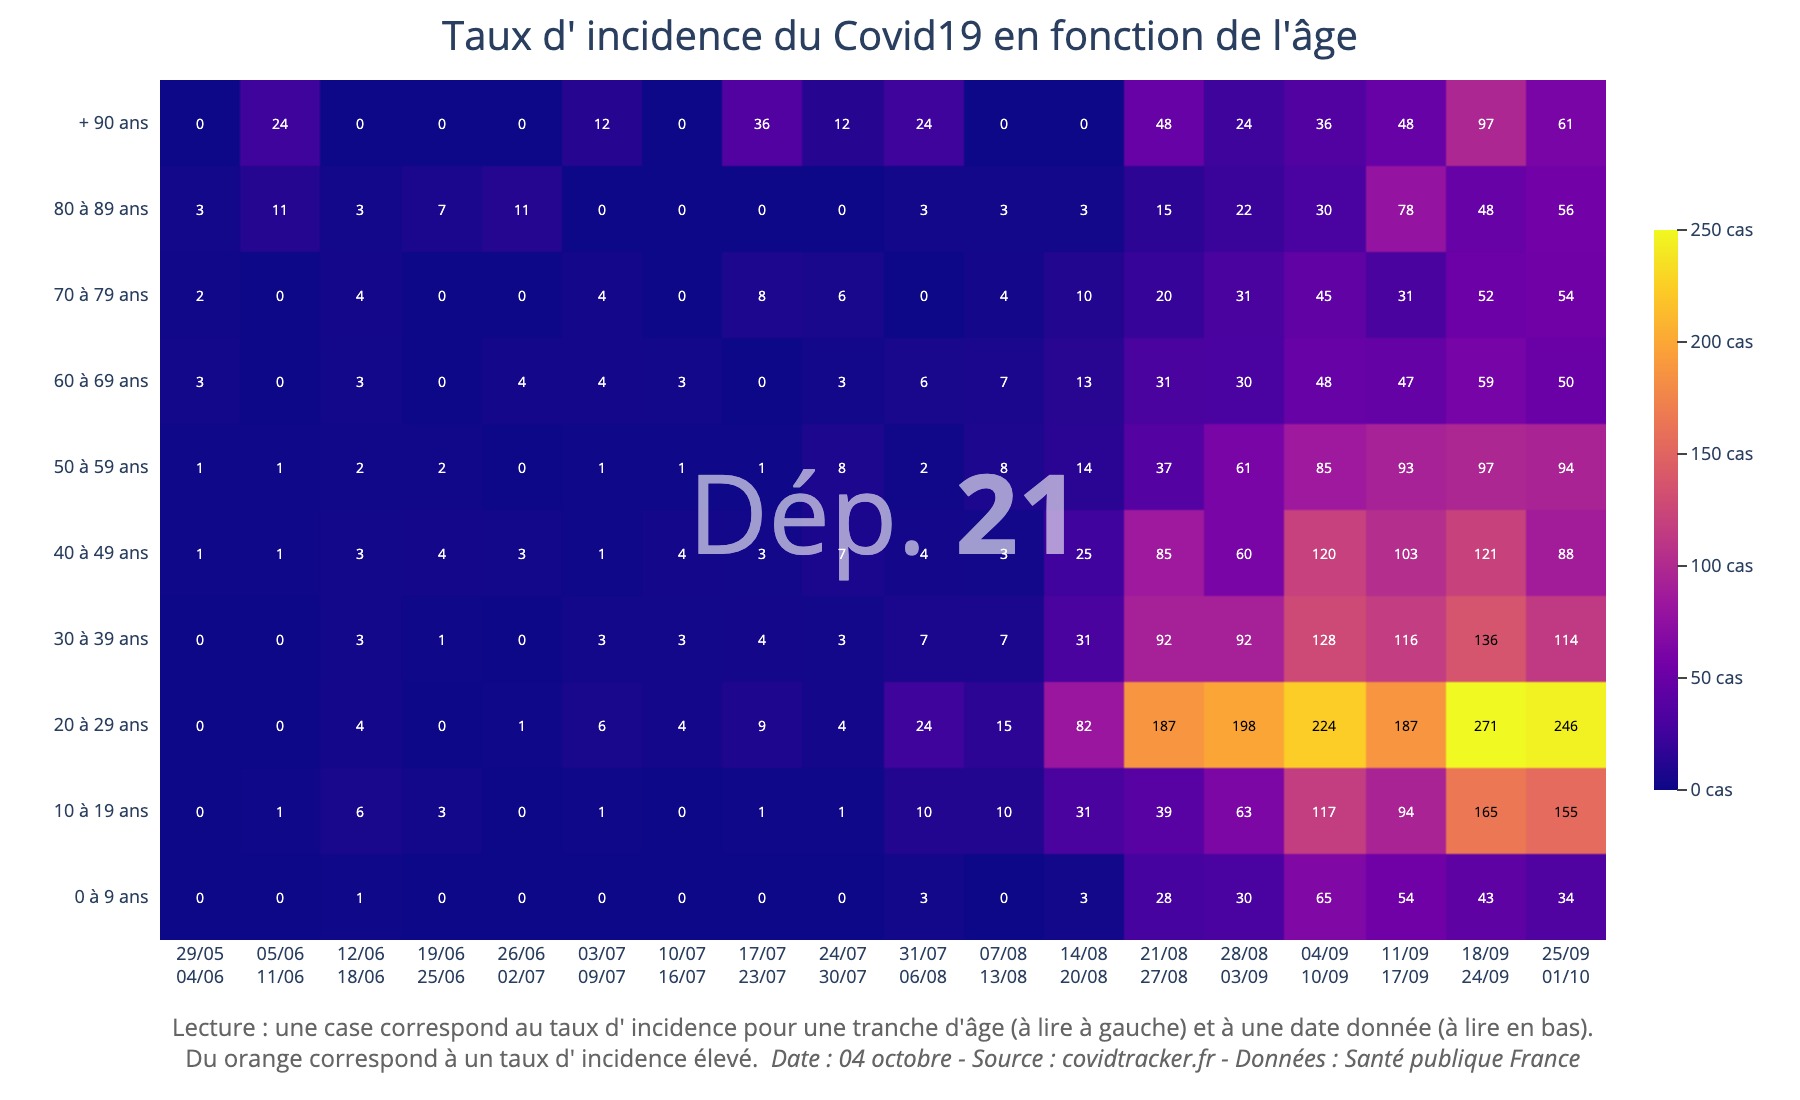 Taux d' incidence du Covid19 en fonction de l'âge
+ 90 ans 0 24 0 0 0 12 0 36 12 24 0 0 48 24 36 48 97 61
80 à 89 ans 3 11 3 7 11 0 0 0 0 3 3 3 15 22 30 78 48 56
70 à 79 ans 2 0 4 0 0 4 0 8 6 0 4 10 20 31 45 31 52 54
60 à 69 ans 3 0 3 0 4 4 3 0 3 6 7 13 31 30 48 47 59 50
50 à 59 ans 1 1 2 2 0 1 1 1 8 2 8 14 37 61 85 93 97 94
Dép. 21
40 à 49 ans 1 1 3 4 3 1 4 3 7 4 3 25 85 60 120 103 121 88
30 à 39 ans 0 0 3 1 0 3 3 4 3 7 7 31 92 92 128 116 136 114
20 à 29 ans 0 0 4 0 1 6 4 9 4 24 15 82 187 198 224 187 271 246
10 à 19 ans 0 1 6 3 0 1 0 1 1 10 10 31 39 63 117 94 165 155
0 à 9 ans 0 0 1 0 0 0 0 0 0 3 0 3 28 30 65 54 43 34
29/05 05/06 12/06 19/06 26/06 03/07 10/07 17/07 24/07 31/07 07/08 14/08 21/08 28/08 04/09 11/09 18/09 25/09
04/06 11/06 18/06 25/06 02/07 09/07 16/07 23/07 30/07 06/08 13/08 20/08 27/08 03/09 10/09 17/09 24/09 01/10
250 cas
200 cas
150 cas
100 cas
50 cas
0 cas
Lecture : une case correspond au taux d' incidence pour une tranche d'âge (à lire à gauche) et à une date donnée (à lire en bas).
Du orange correspond à un taux d' incidence élevé. Date : 04 octobre - Source : covidtracker.fr - Données : Santé publique France